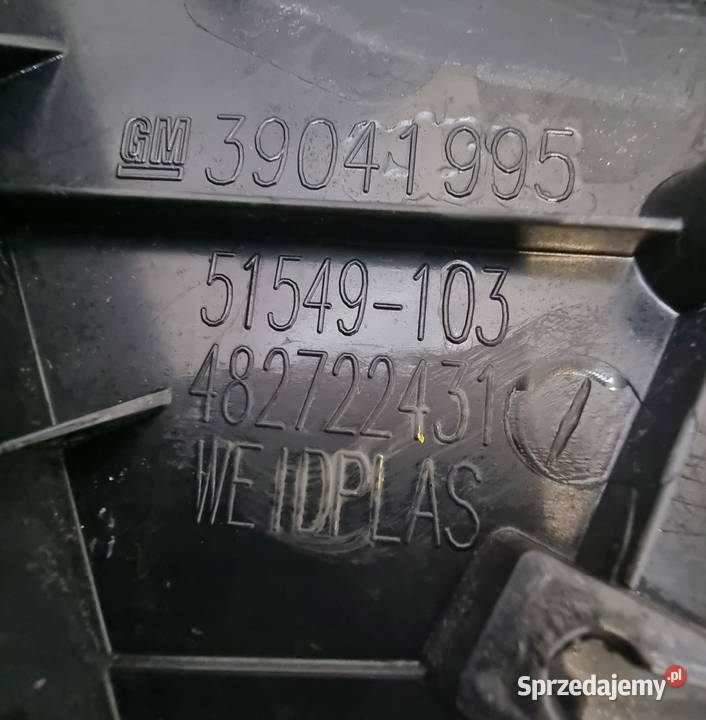 GM 39041995
51549-103
482722431
WEIDPLAS
Sprzedajemy.pl